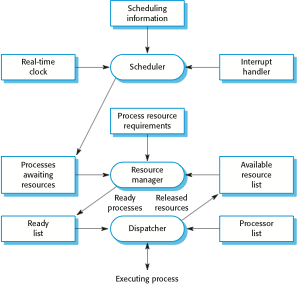 Scheduling
information
Real-time
clock
Scheduler
Interrupt
handler
Process resource
requirements
Processes
awaiting
resources
Resource
manager
Available
resource
list
Ready
processes
Released
resources
Ready
list
Dispatcher
Processor
list
Executing process